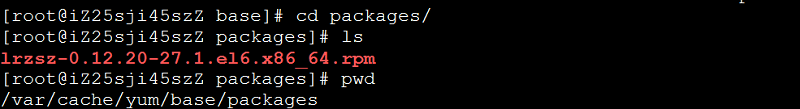 [root@iZ25sji45szZ base]# cd packages/
[root@iZ25sji45szZ packages]# ls
lrzsz-0.12.20-27.1.el6.x86_64.rpm
[root@iZ25sji45szZ packages]# pwd
/var/cache/yum/base/packages